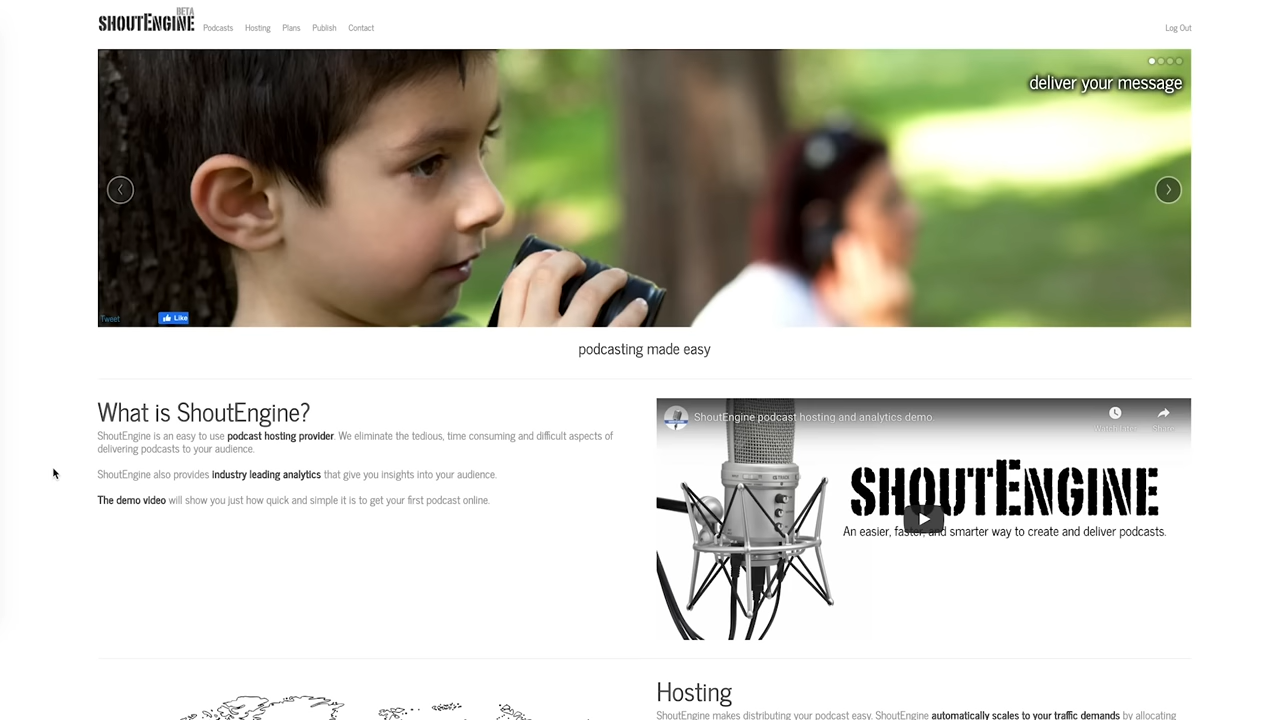 BETA
SHOUTENGINE Podcasts Hosting Plans Publish Contact Log Out
deliver your message
Tweet Like
podcasting made easy
What is ShoutEngine?
ShoutEngine is an easy to use podcast hosting provider. We eliminate the tedious, time consuming and difficult aspects of
delivering podcasts to your audience.
ShoutEngine also provides industry leading analytics that give you insights into your audience.
The demo video will show you just how quick and simple it is to get your first podcast online.
ShoutEngine podcast hosting and analytics demo.
Watch later Share
SHOUTENGINE
An easier, faster, and smarter way to create and deliver podcasts.
Hosting
ShoutEngine makes distributing your podcast easy. ShoutEngine automatically scales to your traffic demands by allocating